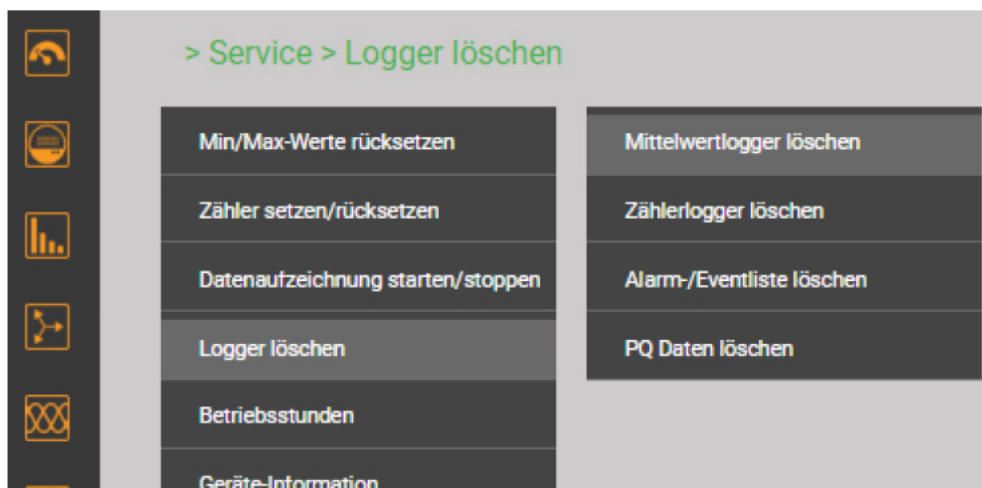 > Service > Logger löschen
Min/Max-Werte rücksetzen
Zähler setzen/rücksetzen
Datenaufzeichnung starten/stoppen
Logger löschen
Betriebsstunden
Geräte-Information
Mittelwertlogger löschen
Zählerlogger löschen
Alarm-/Eventliste löschen
PQ Daten löschen